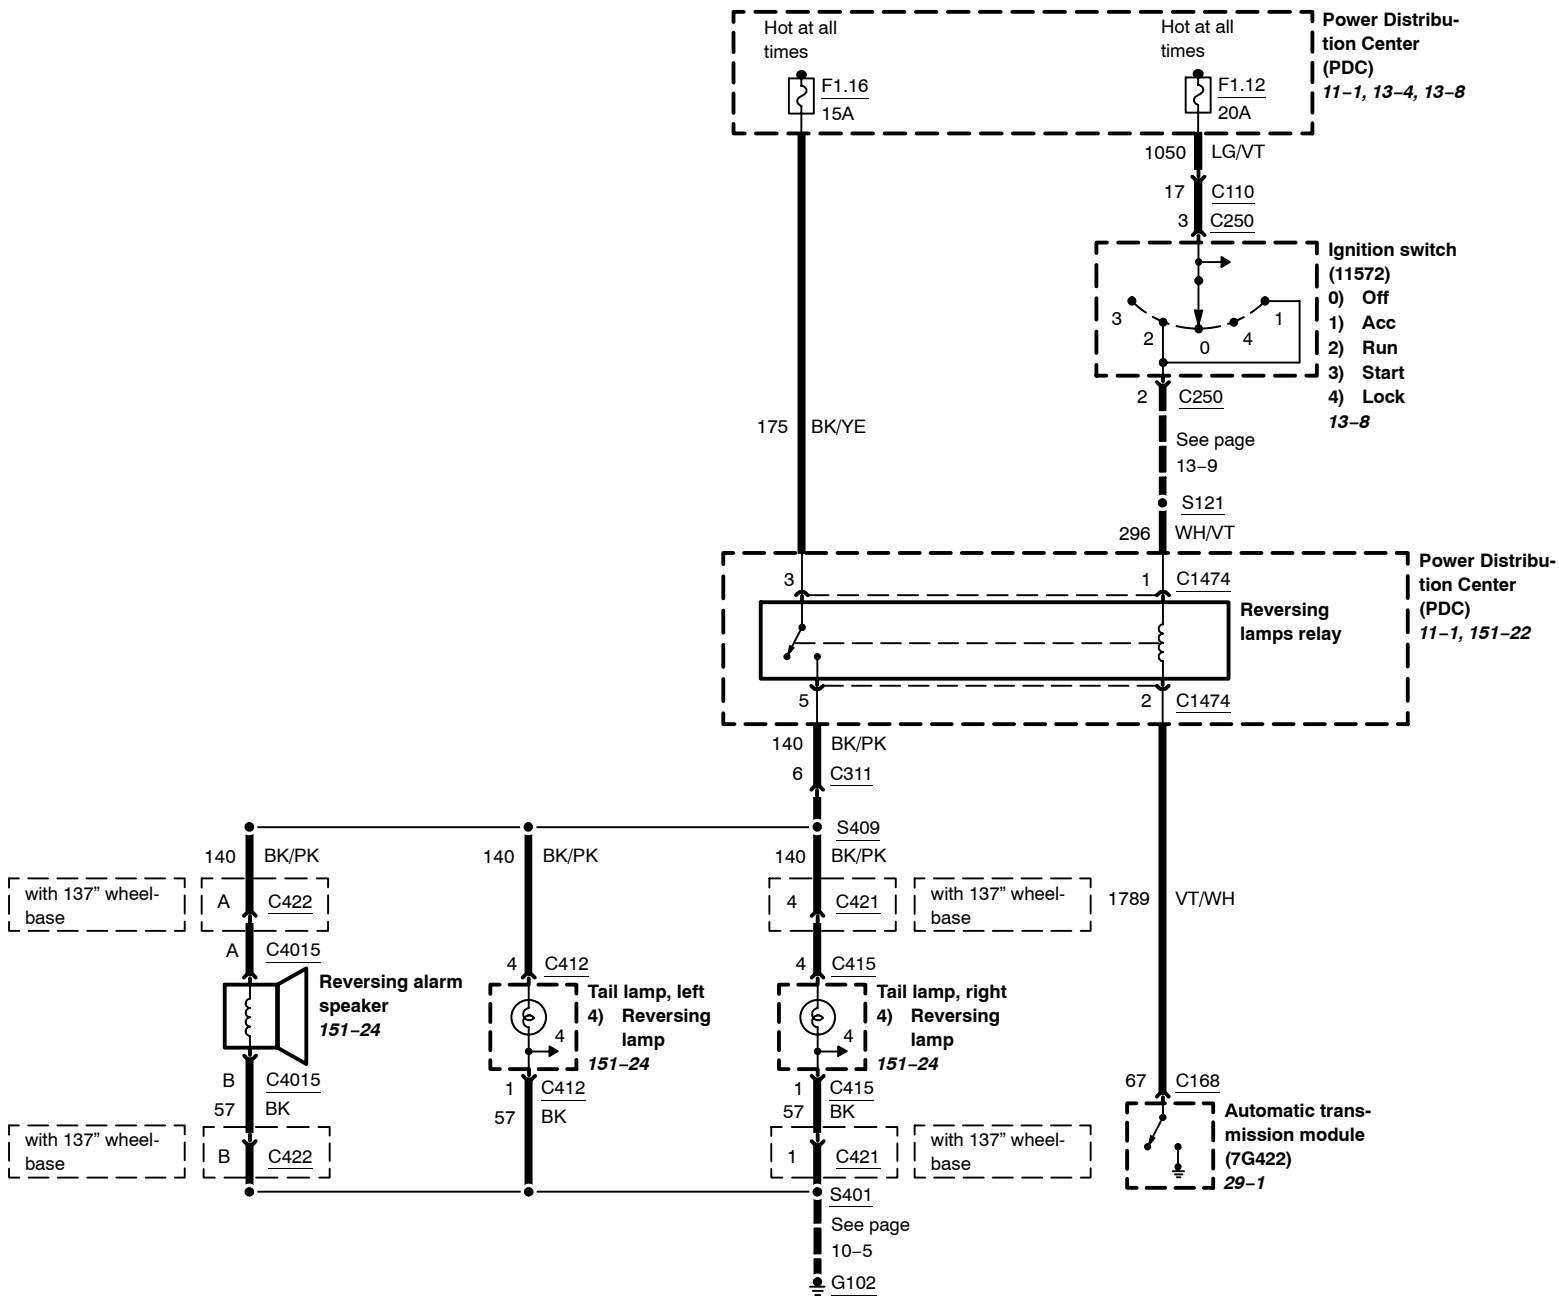 Hot at all
times
F1.16
15A
Hot at all
times
F1.12
20A
Power Distribu-
tion Center
(PDC)
11−1, 13−4, 13−8
1050 LG/VT
17 C110
3 C250
Ignition switch
(11572)
0) Off
1) Acc
2) Run
3) Start
4) Lock
13−8
3
2
0
4
1
2 C250
175 BK/YE
See page
13−9
S121
296 WH/VT
Power Distribu-
tion Center
(PDC)
11−1, 151−22
3
1 C1474
Reversing
lamps relay
5
2 C1474
140 BK/PK
6 C311
S409
140 BK/PK
140 BK/PK
140 BK/PK
with 137” wheel-
base
A C422
4 C421
with 137” wheel-
base
1789 VT/WH
A C4015
Reversing alarm
speaker
151−24
4 C412
Tail lamp, left
4) Reversing
lamp
151−24
4
4 C415
Tail lamp, right
4) Reversing
lamp
151−24
4
B C4015
57 BK
1 C412
57 BK
1 C415
57 BK
67 C168
Automatic trans-
mission module
(7G422)
29−1
with 137” wheel-
base
B C422
1 C421
with 137” wheel-
base
S401
See page
10−5
G102